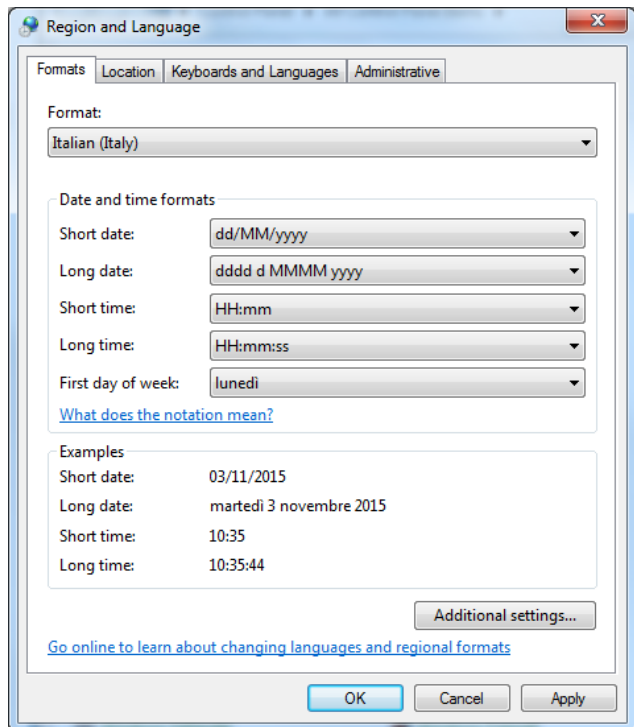 Region and Language
Formats Location Keyboards and Languages Administrative
Format:
Italian (Italy)
Date and time formats
Short date: dd/MM/yyyy
Long date: dddd d MMMM yyyy
Short time: HH:mm
Long time: HH:mm:ss
First day of week: lunedì
What does the notation mean?
Examples
Short date: 03/11/2015
Long date: martedì 3 novembre 2015
Short time: 10:35
Long time: 10:35:44
Additional settings...
Go online to learn about changing languages and regional formats
OK Cancel Apply